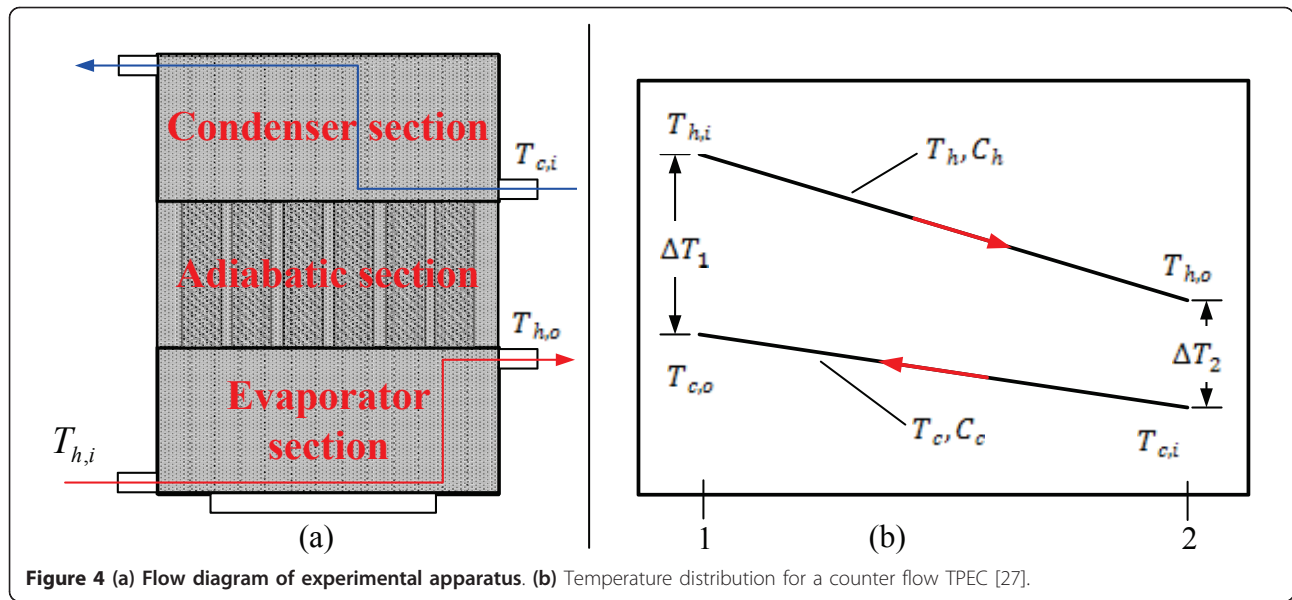 Condenser section
T_{c,i}
Adiabatic section
T_{h,o}
Evaporator
section
T_{h,i}
(a)
T_{h,i}
T_h, C_h
ΔT_1
T_{h,o}
T_{c,o}
ΔT_2
T_c, C_c
T_{c,i}
1
(b)
2
Figure 4 (a) Flow diagram of experimental apparatus. (b) Temperature distribution for a counter flow TPEC [27].